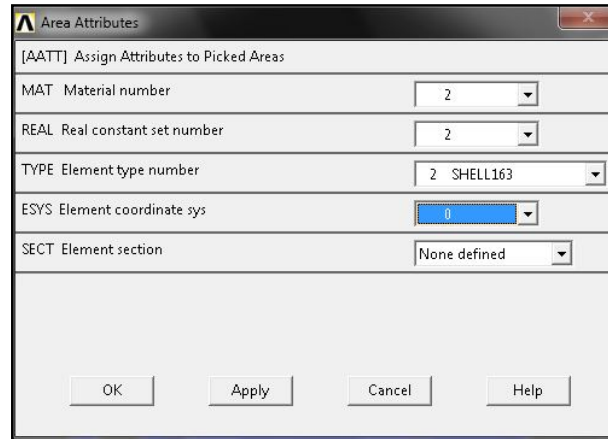 Area Attributes
[AATT] Assign Attributes to Picked Areas
MAT Material number 2
REAL Real constant set number 2
TYPE Element type number 2 SHELL163
ESYS Element coordinate sys 0
SECT Element section None defined
OK Apply Cancel Help